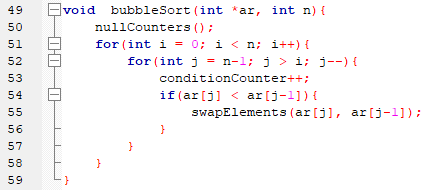 49 void  bubbleSort(int *ar, int n){
50     nullCounters();
51     for(int i = 0; i < n; i++){
52         for(int j = n-1; j > i; j--){
53             conditionCounter++;
54             if(ar[j] < ar[j-1]){
55                 swapElements(ar[j], ar[j-1]);
56             }
57         }
58     }
59 }